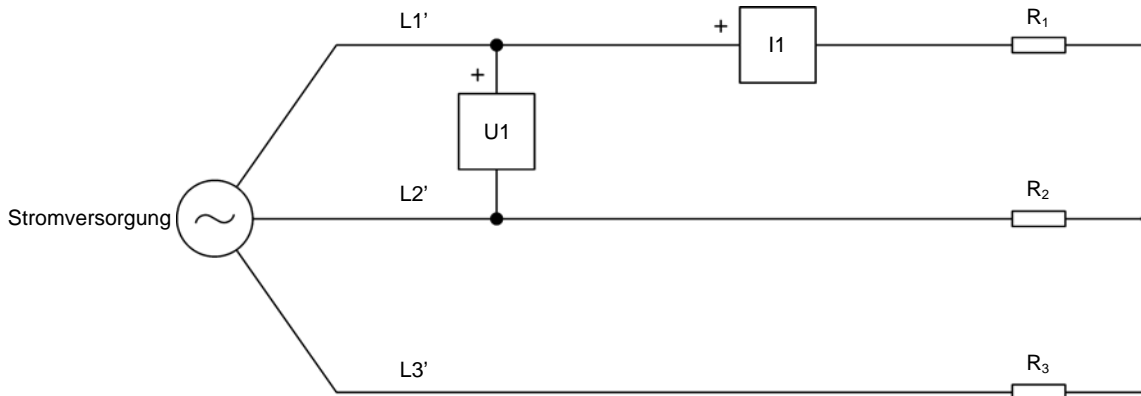 L1’
+
I1
R₁
+
U1
Stromversorgung
L2’
R₂
L3’
R₃